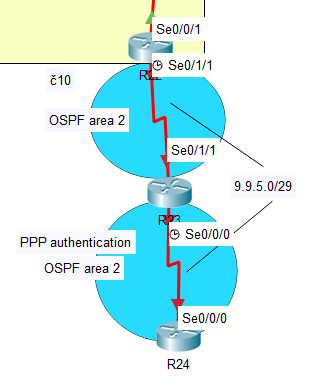 Se0/0/1
Se0/1/1
č10
OSPF area 2
Se0/1/1
9.9.5.0/29
PPP authentication
Se0/0/0
OSPF area 2
Se0/0/0
R24